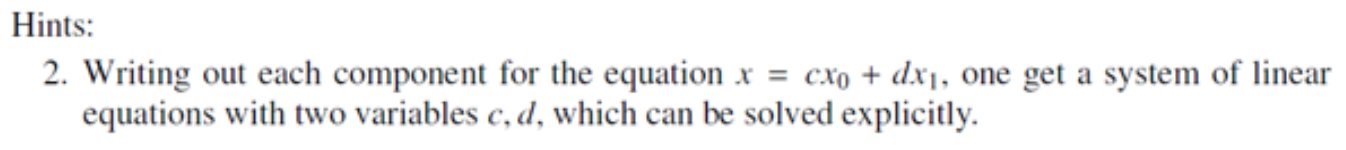 Hints:
2. Writing out each component for the equation x = cx₀ + dx₁, one get a system of linear
equations with two variables c, d, which can be solved explicitly.